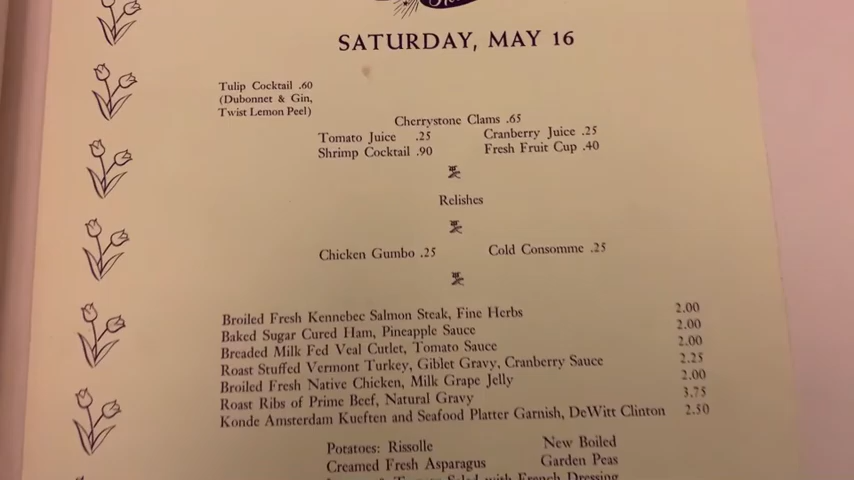 SATURDAY, MAY 16
Tulip Cocktail .60
(Dubonnet & Gin,
Twist Lemon Peel)
Cherrystone Clams .65
Tomato Juice .25 Cranberry Juice .25
Shrimp Cocktail .90 Fresh Fruit Cup .40
Relishes
Chicken Gumbo .25 Cold Consomme .25
Broiled Fresh Kennebec Salmon Steak, Fine Herbs 2.00
Baked Sugar Cured Ham, Pineapple Sauce 2.00
Breaded Milk Fed Veal Cutlet, Tomato Sauce 2.00
Roast Stuffed Vermont Turkey, Giblet Gravy, Cranberry Sauce 2.25
Broiled Fresh Native Chicken, Milk Grape Jelly 2.00
Roast Ribs of Prime Beef, Natural Gravy 3.75
Konde Amsterdam Kueften and Seafood Platter Garnish, DeWitt Clinton 2.50
Potatoes: Rissolle New Boiled
Creamed Fresh Asparagus Garden Peas
Salad with French Dressing